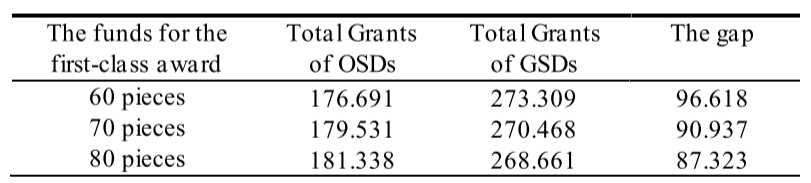 The funds for the first-class award Total Grants of OSDs Total Grants of GSDs The gap
60 pieces 176.691 273.309 96.618
70 pieces 179.531 270.468 90.937
80 pieces 181.338 268.661 87.323